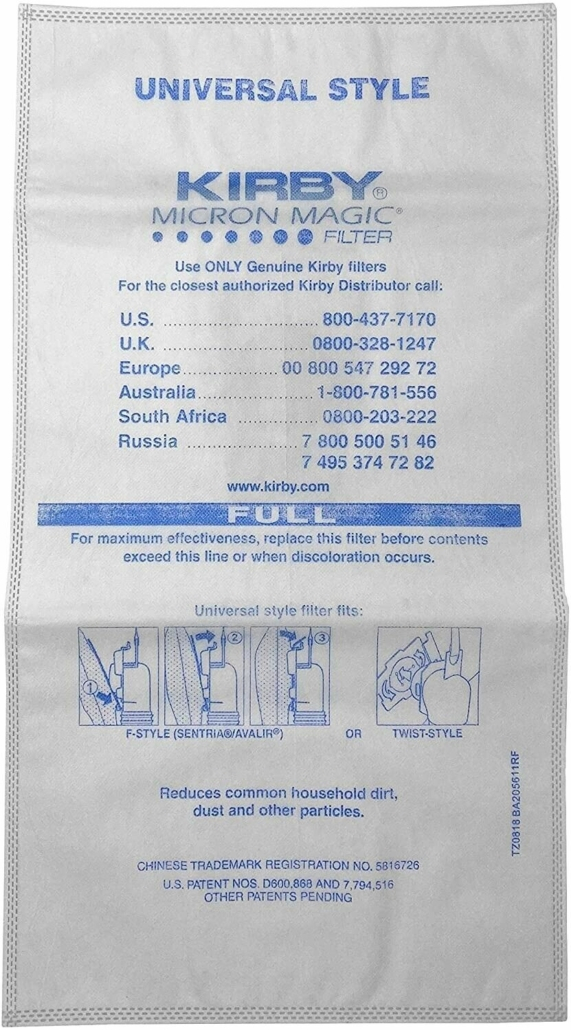 UNIVERSAL STYLE
KIRBY®
MICRON MAGIC®
FILTER
Use ONLY Genuine Kirby filters
For the closest authorized Kirby Distributor call:
U.S. .............................. 800-437-7170
U.K. .............................. 0800-328-1247
Europe ................ 00 800 547 292 72
Australia ...................... 1-800-781-556
South Africa ............... 0800-203-222
Russia ..................... 7 800 500 51 46
7 495 374 72 82
www.kirby.com
FULL
For maximum effectiveness, replace this filter before contents
exceed this line or when discoloration occurs.
Universal style filter fits:
1 2 3
F-STYLE (SENTRIA®/AVALIR®) OR TWIST-STYLE
Reduces common household dirt,
dust and other particles.
TZ0818 BA205611RF
CHINESE TRADEMARK REGISTRATION NO. 5816726
U.S. PATENT NOS. D600,868 AND 7,794,516
OTHER PATENTS PENDING